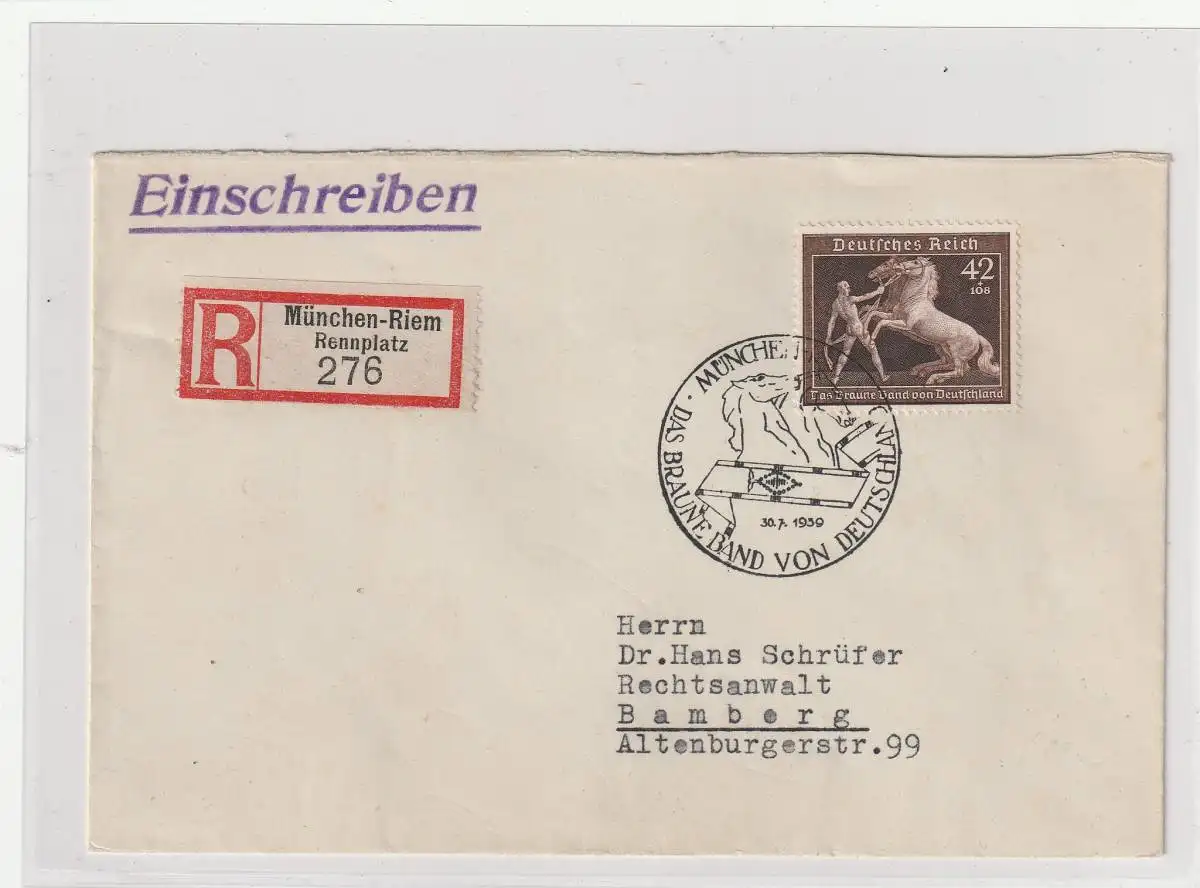 Einschreiben
R
München-Riem
Rennplatz
276
Deutsches Reich
42
+
108
Das Braune Band von Deutschland
MÜNCHEN
DAS BRAUNE BAND VON DEUTSCHLAN
30.7.1939
Herrn
Dr.Hans Schrüfer
Rechtsanwalt
Bamberg
Altenburgerstr.99